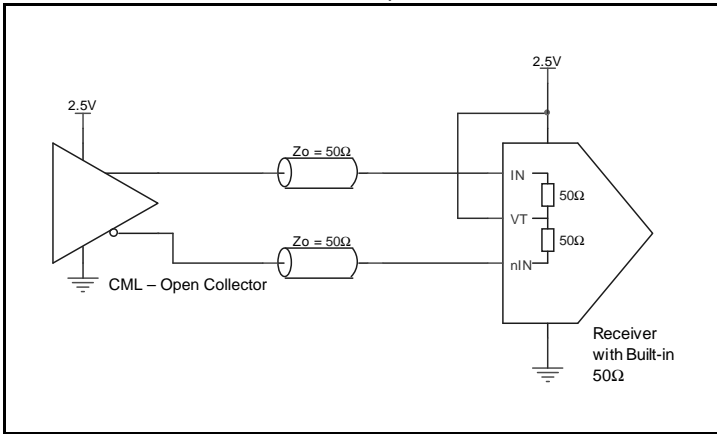 2.5V
2.5V
Zo = 50Ω
IN
50Ω
VT
Zo = 50Ω
50Ω
nIN
CML – Open Collector
Receiver
with Built-in
50Ω